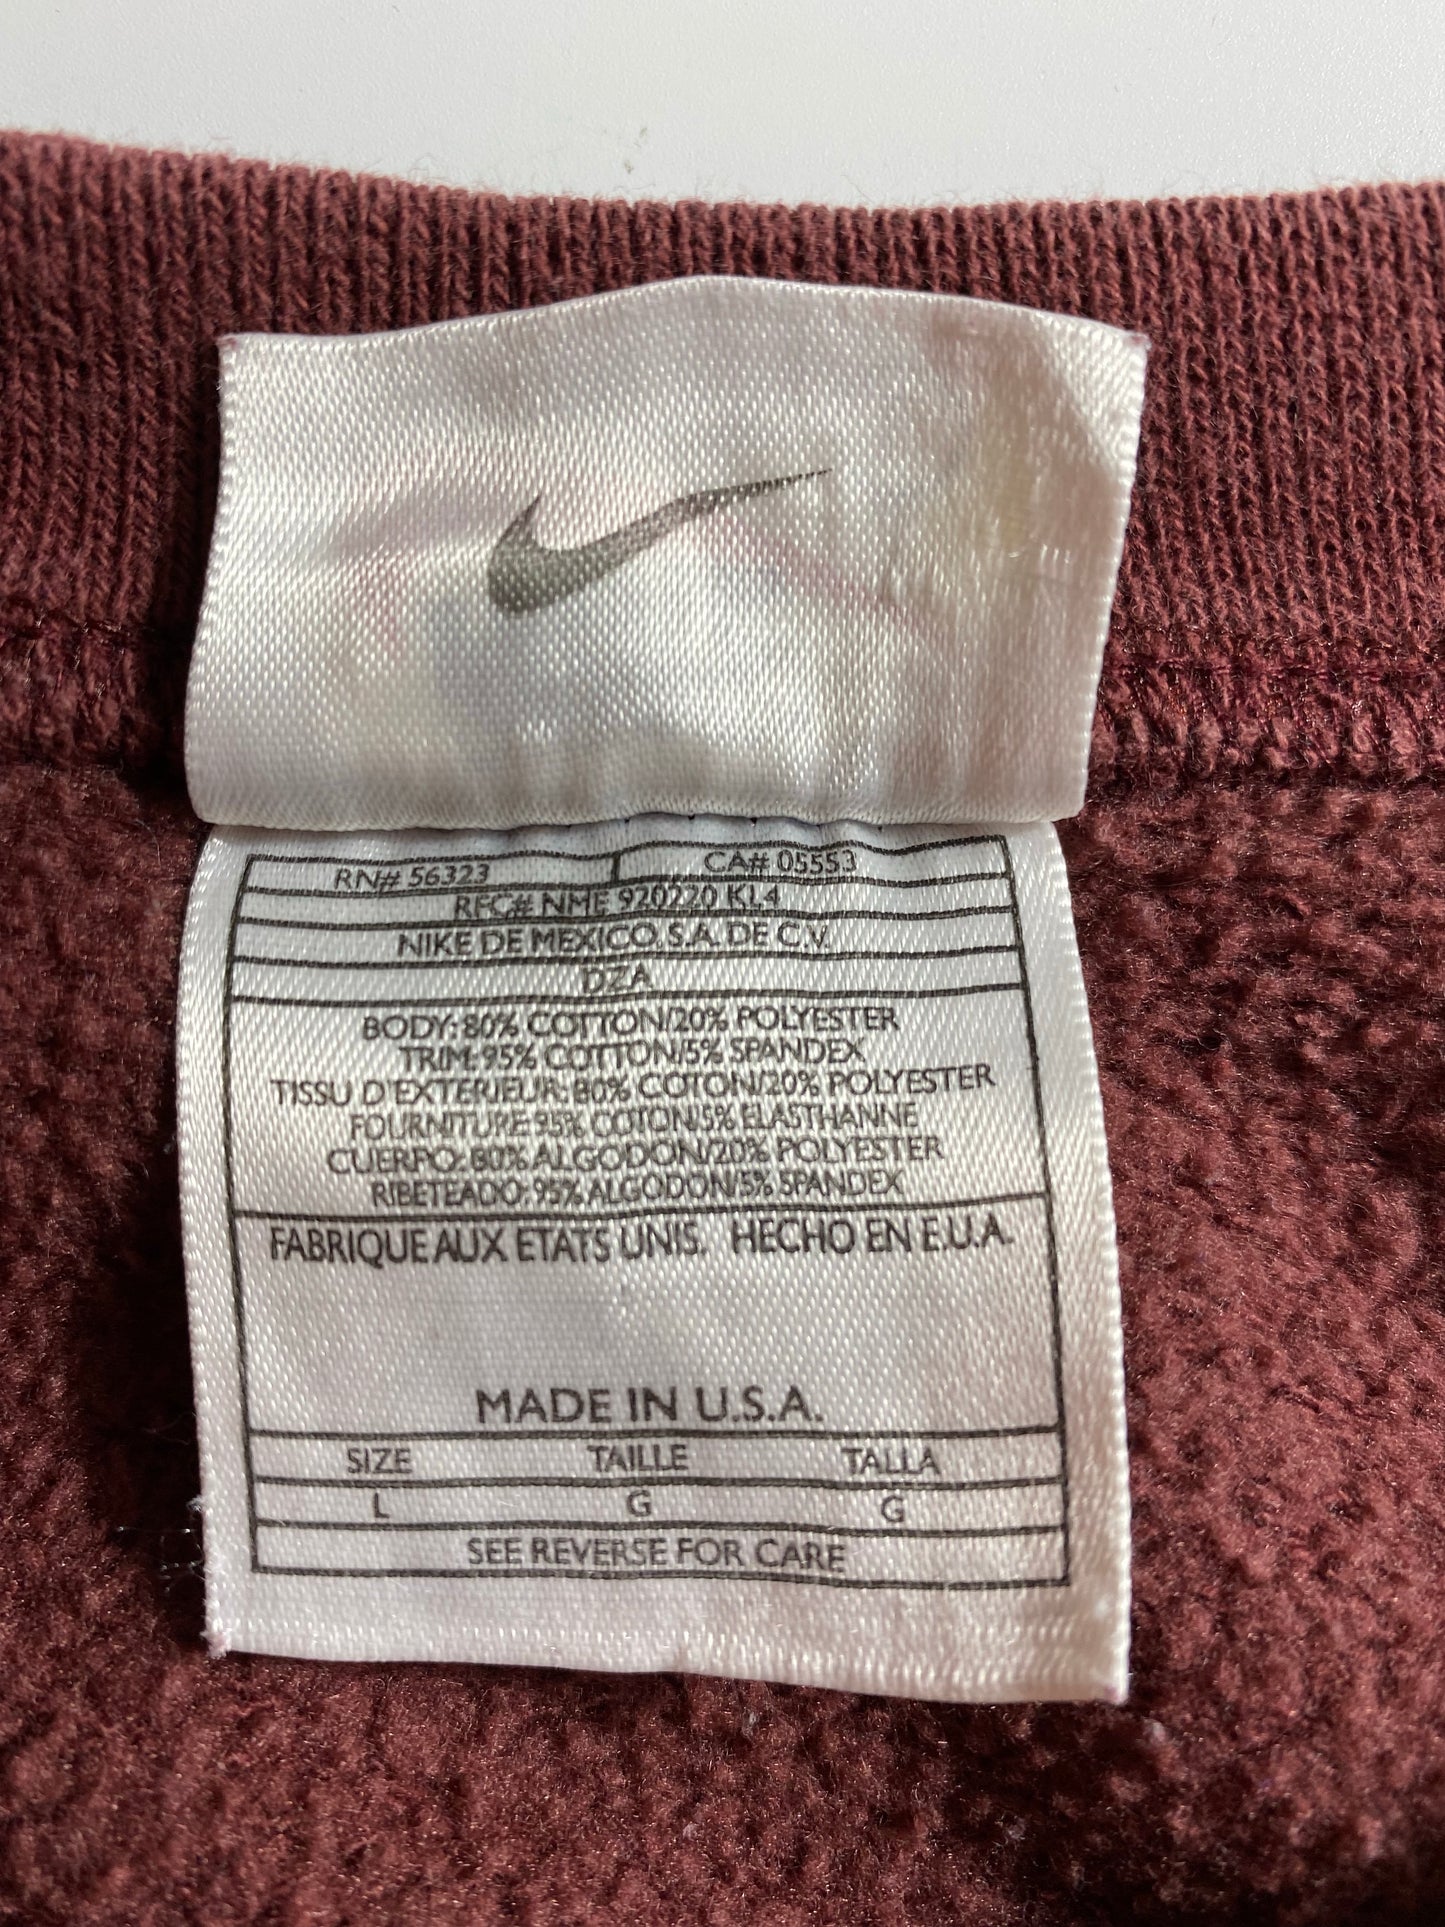 RN# 56323 CA# 05553
RFC# NME 920220 KL4
NIKE DE MEXICO, S.A. DE C.V.
DZA
BODY: 80% COTTON/20% POLYESTER
TRIM: 95% COTTON/5% SPANDEX
TISSU D'EXTERIEUR: 80% COTON/20% POLYESTER
FOURNITURE 95% COTON/5% ELASTHANNE
CUERPO: 80% ALGODON/20% POLYESTER
RIBETEADO: 95% ALGODON/5% SPANDEX
FABRIQUE AUX ETATS UNIS. HECHO EN E.U.A.
MADE IN U.S.A.
SIZE TAILLE TALLA
L G G
SEE REVERSE FOR CARE